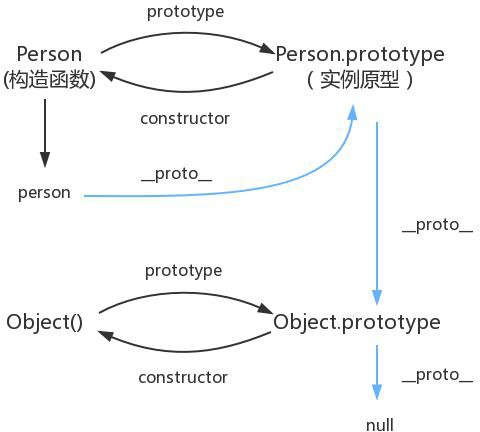 prototype
Person
(构造函数)
Person.prototype
( 实例原型 )
constructor
__proto__
person
__proto__
prototype
Object()
Object.prototype
constructor
__proto__
null